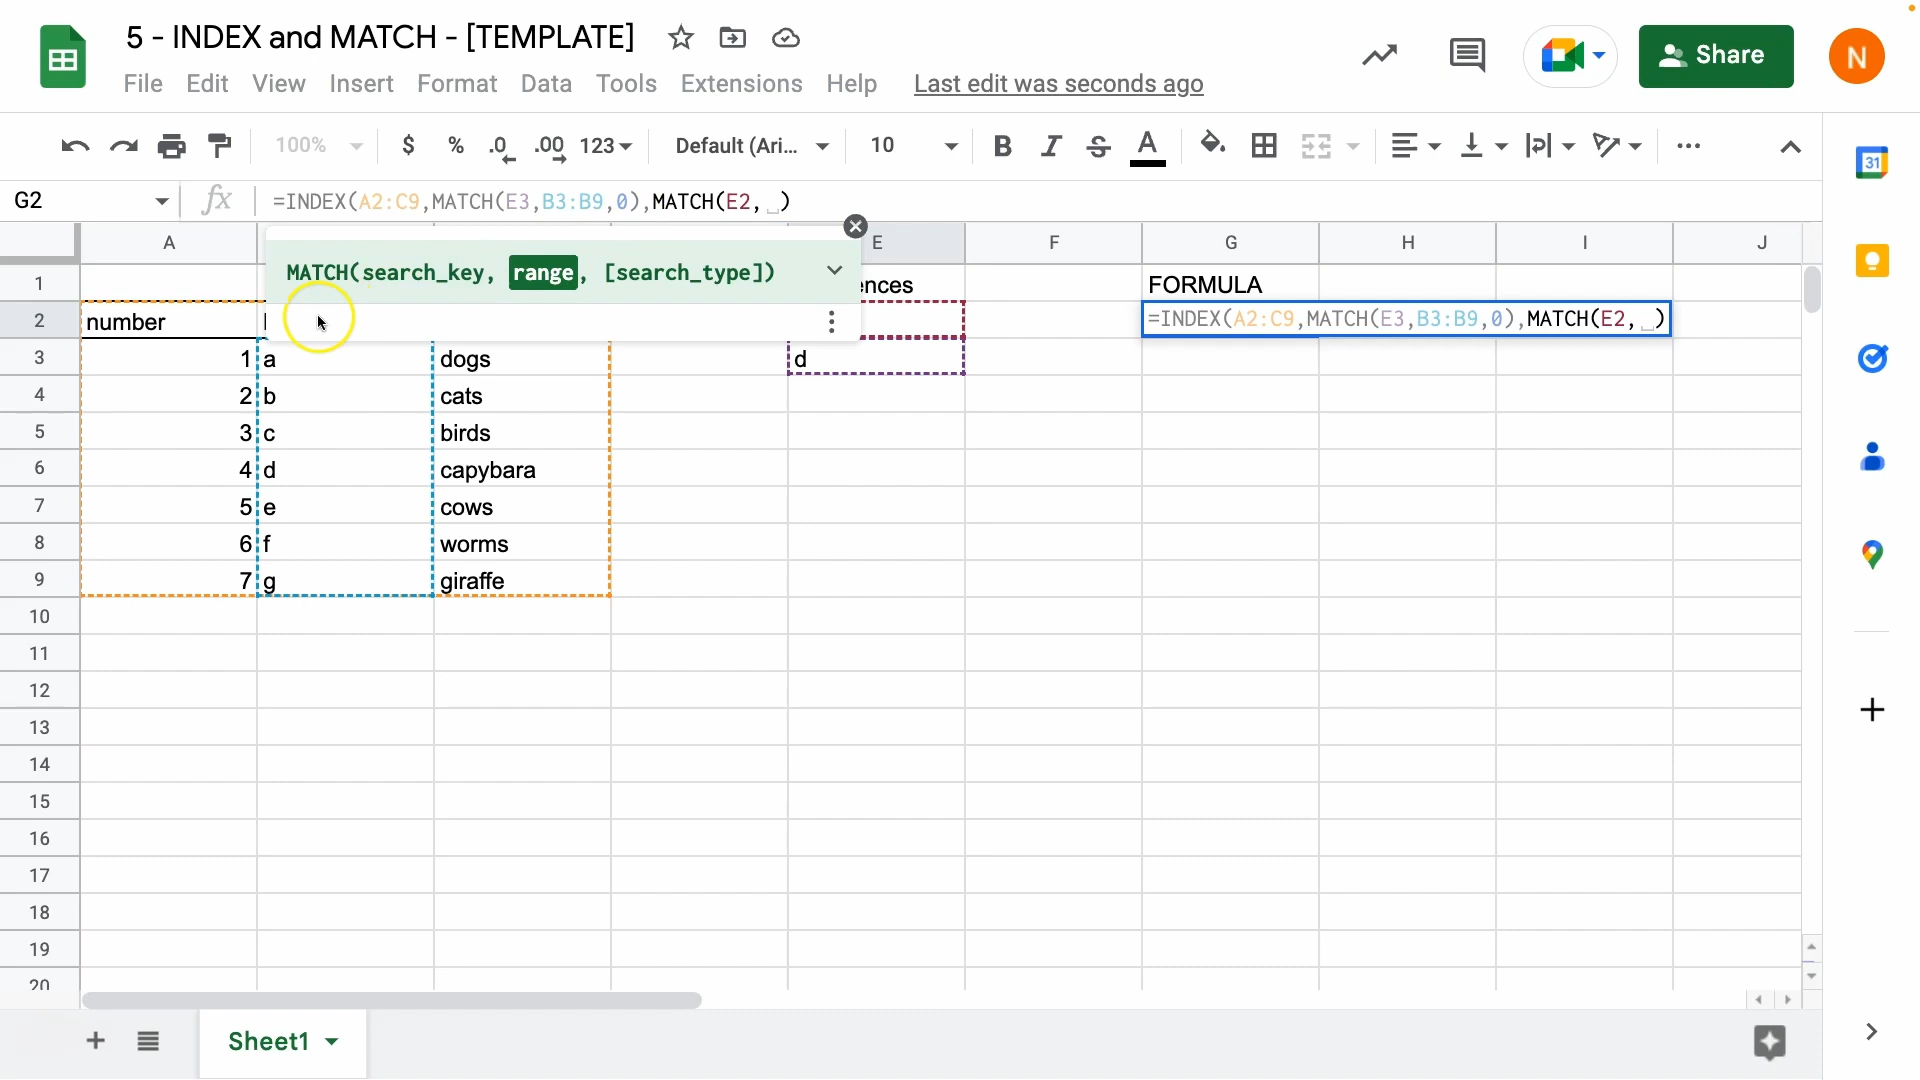 5 - INDEX and MATCH - [TEMPLATE]
File Edit View Insert Format Data Tools Extensions Help Last edit was seconds ago
Share
N
100% $ % .0 .00 123 Default (Ari... 10 B I S A
31
G2 fx =INDEX(A2:C9,MATCH(E3,B3:B9,0),MATCH(E2, )
A E F G H I J
MATCH(search_key, range, [search_type])
1 FORMULA
2 number =INDEX(A2:C9,MATCH(E3,B3:B9,0),MATCH(E2, )
3 1 a dogs d
4 2 b cats
5 3 c birds
6 4 d capybara
7 5 e cows
8 6 f worms
9 7 g giraffe
10
11
12
13
14
15
16
17
18
19
20
Sheet1